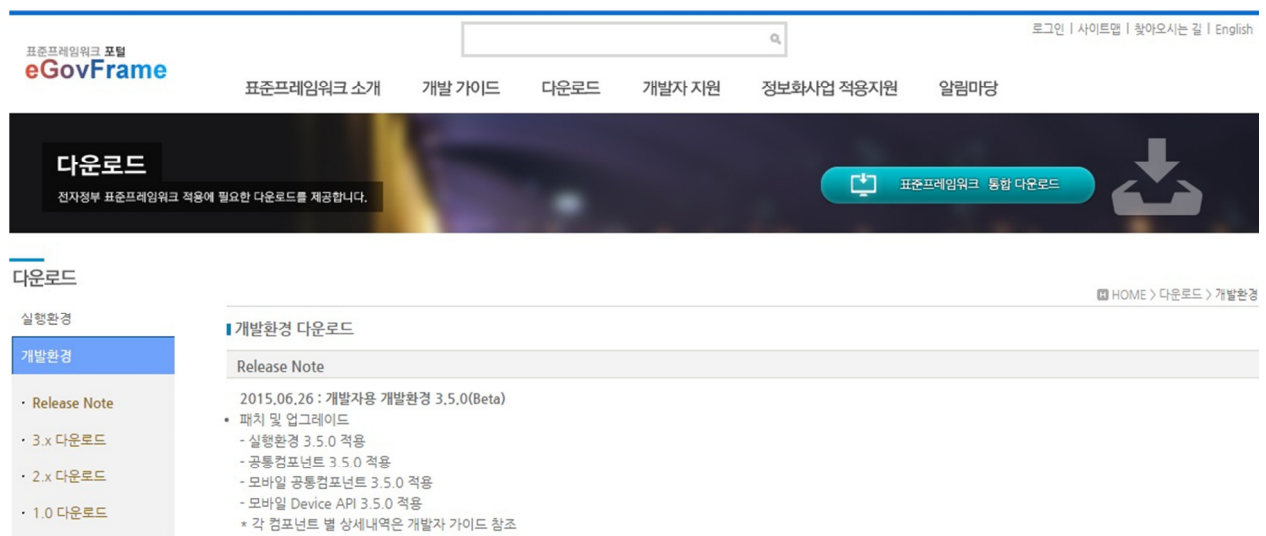 로그인 | 사이트맵 | 찾아오시는 길 | English
표준프레임워크 포털
eGovFrame
표준프레임워크 소개 개발 가이드 다운로드 개발자 지원 정보화사업 적용지원 알림마당
다운로드
전자정부 표준프레임워크 적용에 필요한 다운로드를 제공합니다.
표준프레임워크 통합 다운로드
다운로드
H HOME > 다운로드 > 개발환경
실행환경
개발환경
· Release Note
· 3.x 다운로드
· 2.x 다운로드
· 1.0 다운로드
개발환경 다운로드
Release Note
2015.06.26 : 개발자용 개발환경 3.5.0(Beta)
• 패치 및 업그레이드
- 실행환경 3.5.0 적용
- 공통컴포넌트 3.5.0 적용
- 모바일 공통컴포넌트 3.5.0 적용
- 모바일 Device API 3.5.0 적용
* 각 컴포넌트 별 상세내역은 개발자 가이드 참조